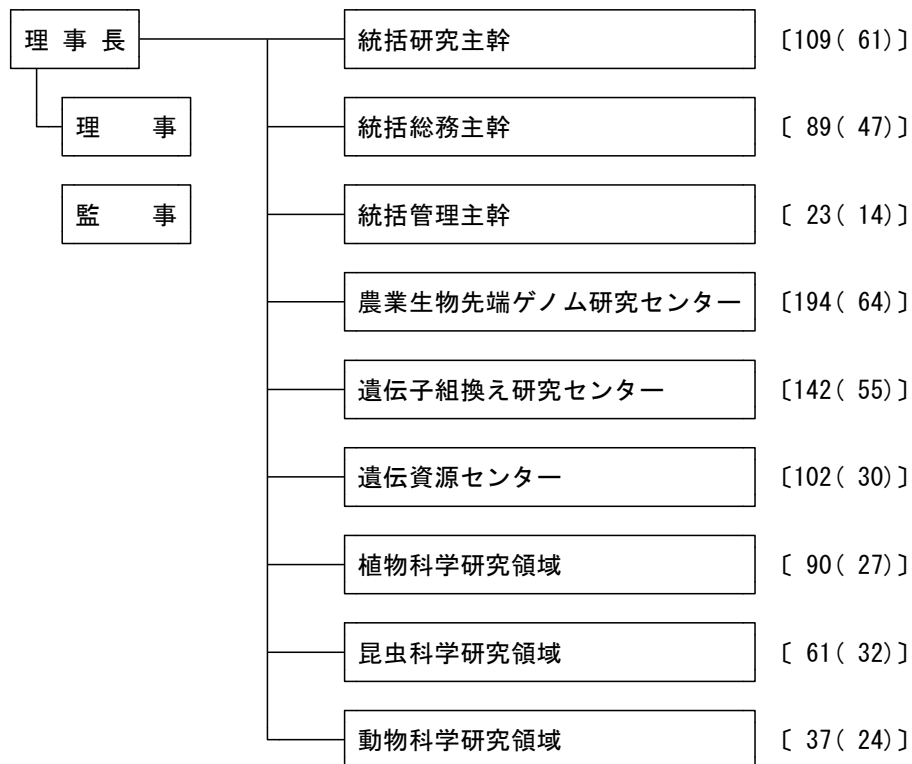 理 事 長
統括研究主幹 〔109( 61)〕
理 事
統括総務主幹 〔 89( 47)〕
監 事
統括管理主幹 〔 23( 14)〕
農業生物先端ゲノム研究センター 〔194( 64)〕
遺伝子組換え研究センター 〔142( 55)〕
遺伝資源センター 〔102( 30)〕
植物科学研究領域 〔 90( 27)〕
昆虫科学研究領域 〔 61( 32)〕
動物科学研究領域 〔 37( 24)〕